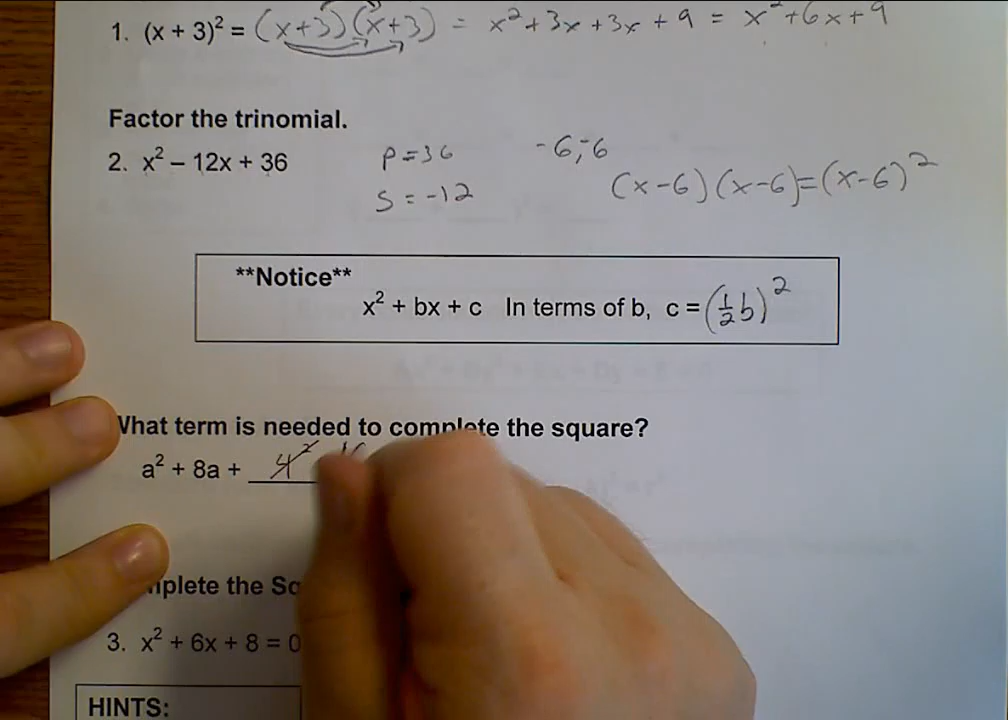 1. (x + 3)² = (x+3)(x+3) = x²+3x+3x+9 = x²+6x+9
Factor the trinomial.
2. x² – 12x + 36 p=36 -6,-6
s=-12 (x-6)(x-6)=(x-6)²
**Notice**
x² + bx + c In terms of b, c = (½b)²
What term is needed to complete the square?
a² + 8a + 4²
3. x² + 6x + 8 = 0
HINTS: